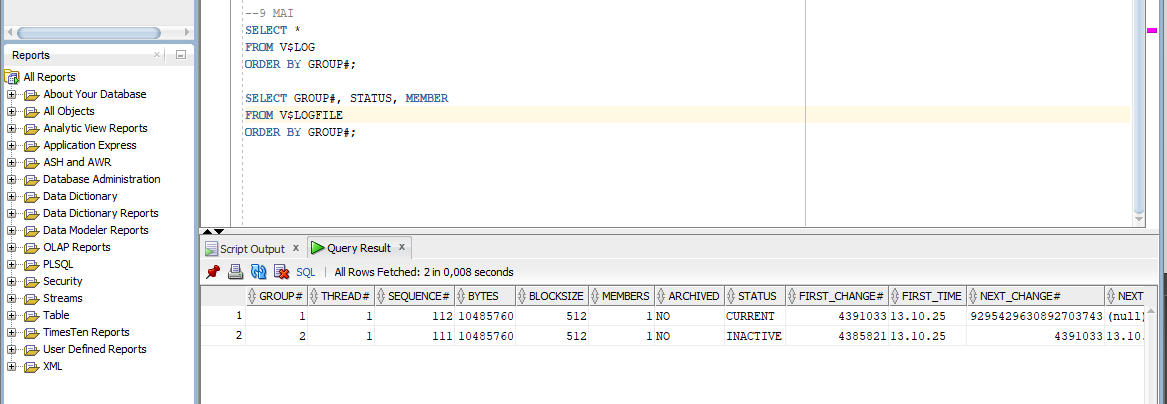 --9 MAI
SELECT *
FROM V$LOG
ORDER BY GROUP#;
SELECT GROUP#, STATUS, MEMBER
FROM V$LOGFILE
ORDER BY GROUP#;
Reports
All Reports
About Your Database
All Objects
Analytic View Reports
Application Express
ASH and AWR
Database Administration
Data Dictionary
Data Dictionary Reports
Data Modeler Reports
OLAP Reports
PLSQL
Security
Streams
Table
TimesTen Reports
User Defined Reports
XML
Script Output x Query Result x
SQL | All Rows Fetched: 2 in 0,008 seconds
GROUP# THREAD# SEQUENCE# BYTES BLOCKSIZE MEMBERS ARCHIVED STATUS FIRST_CHANGE# FIRST_TIME NEXT_CHANGE# NEXT
1 1 1 112 10485760 512 1 NO CURRENT 4391033 13.10.25 9295429630892703743 (null)
2 2 1 111 10485760 512 1 NO INACTIVE 4385821 13.10.25 4391033 13.10.